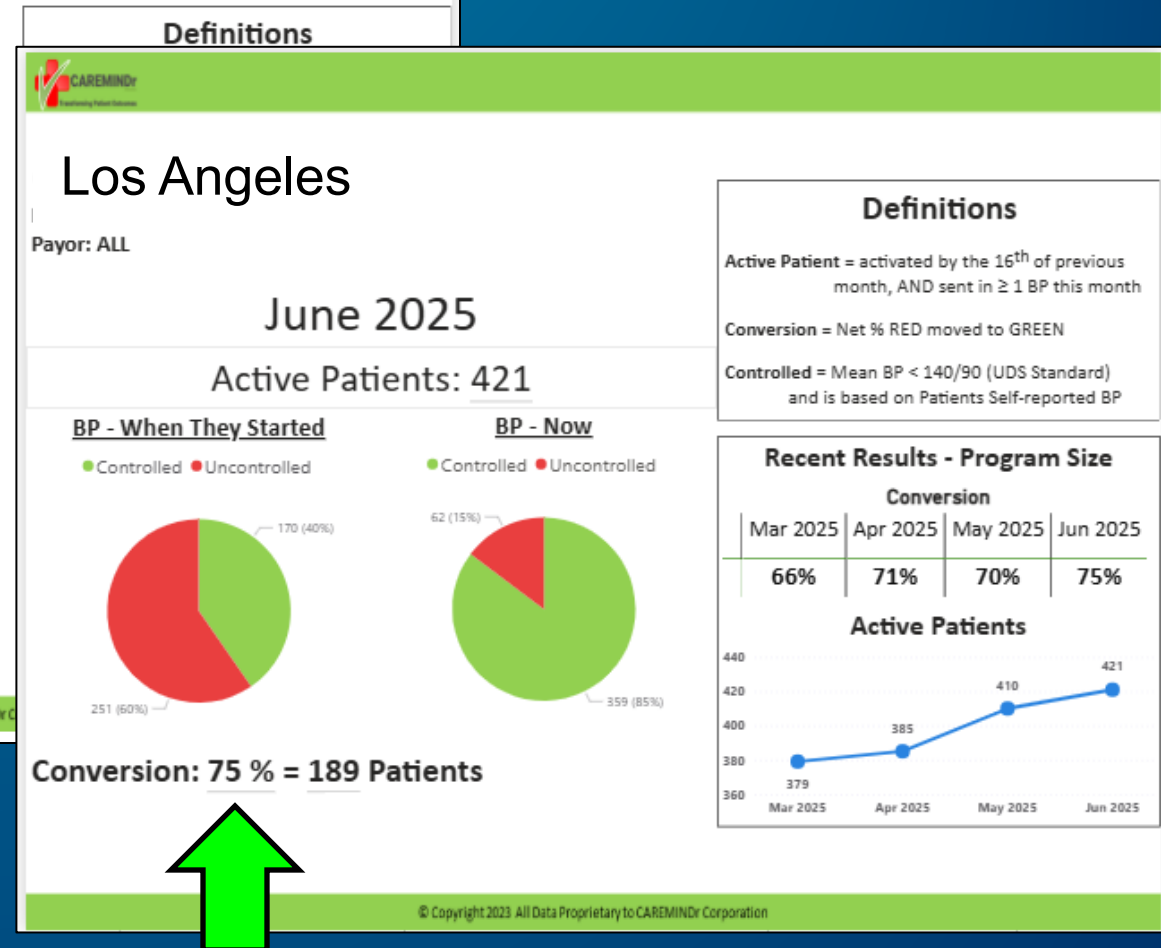 Definitions
CAREMINDr
Los Angeles
Payor: ALL
June 2025
Active Patients: 421
BP - When They Started
Controlled Uncontrolled
170 (40%)
251 (60%)
BP - Now
Controlled Uncontrolled
62 (15%)
359 (85%)
Conversion: 75 % = 189 Patients
Definitions
Active Patient = activated by the 16th of previous
month, AND sent in ≥ 1 BP this month
Conversion = Net % RED moved to GREEN
Controlled = Mean BP < 140/90 (UDS Standard)
and is based on Patients Self-reported BP
Recent Results - Program Size
Conversion
Mar 2025 Apr 2025 May 2025 Jun 2025
66% 71% 70% 75%
Active Patients
440
420
400
380
360
379
385
410
421
Mar 2025 Apr 2025 May 2025 Jun 2025
© Copyright 2023 All Data Proprietary to CAREMINDr Corporation